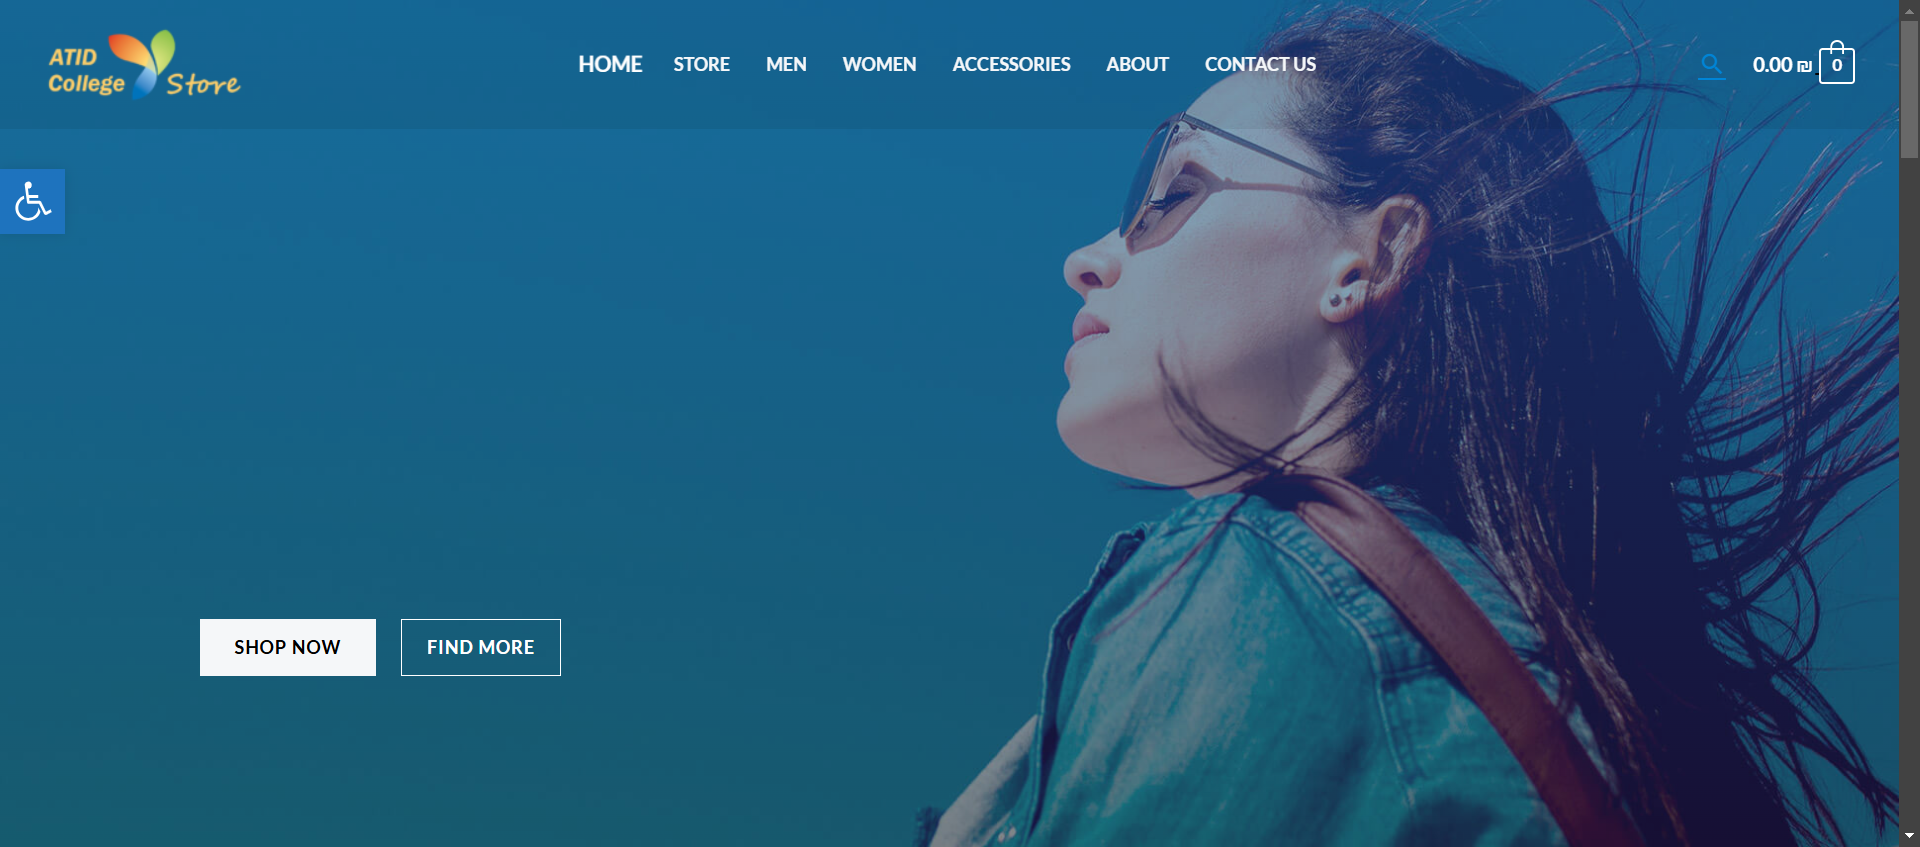 ATID
College Store
HOME STORE MEN WOMEN ACCESSORIES ABOUT CONTACT US
0.00 ₪ 0
SHOP NOW FIND MORE